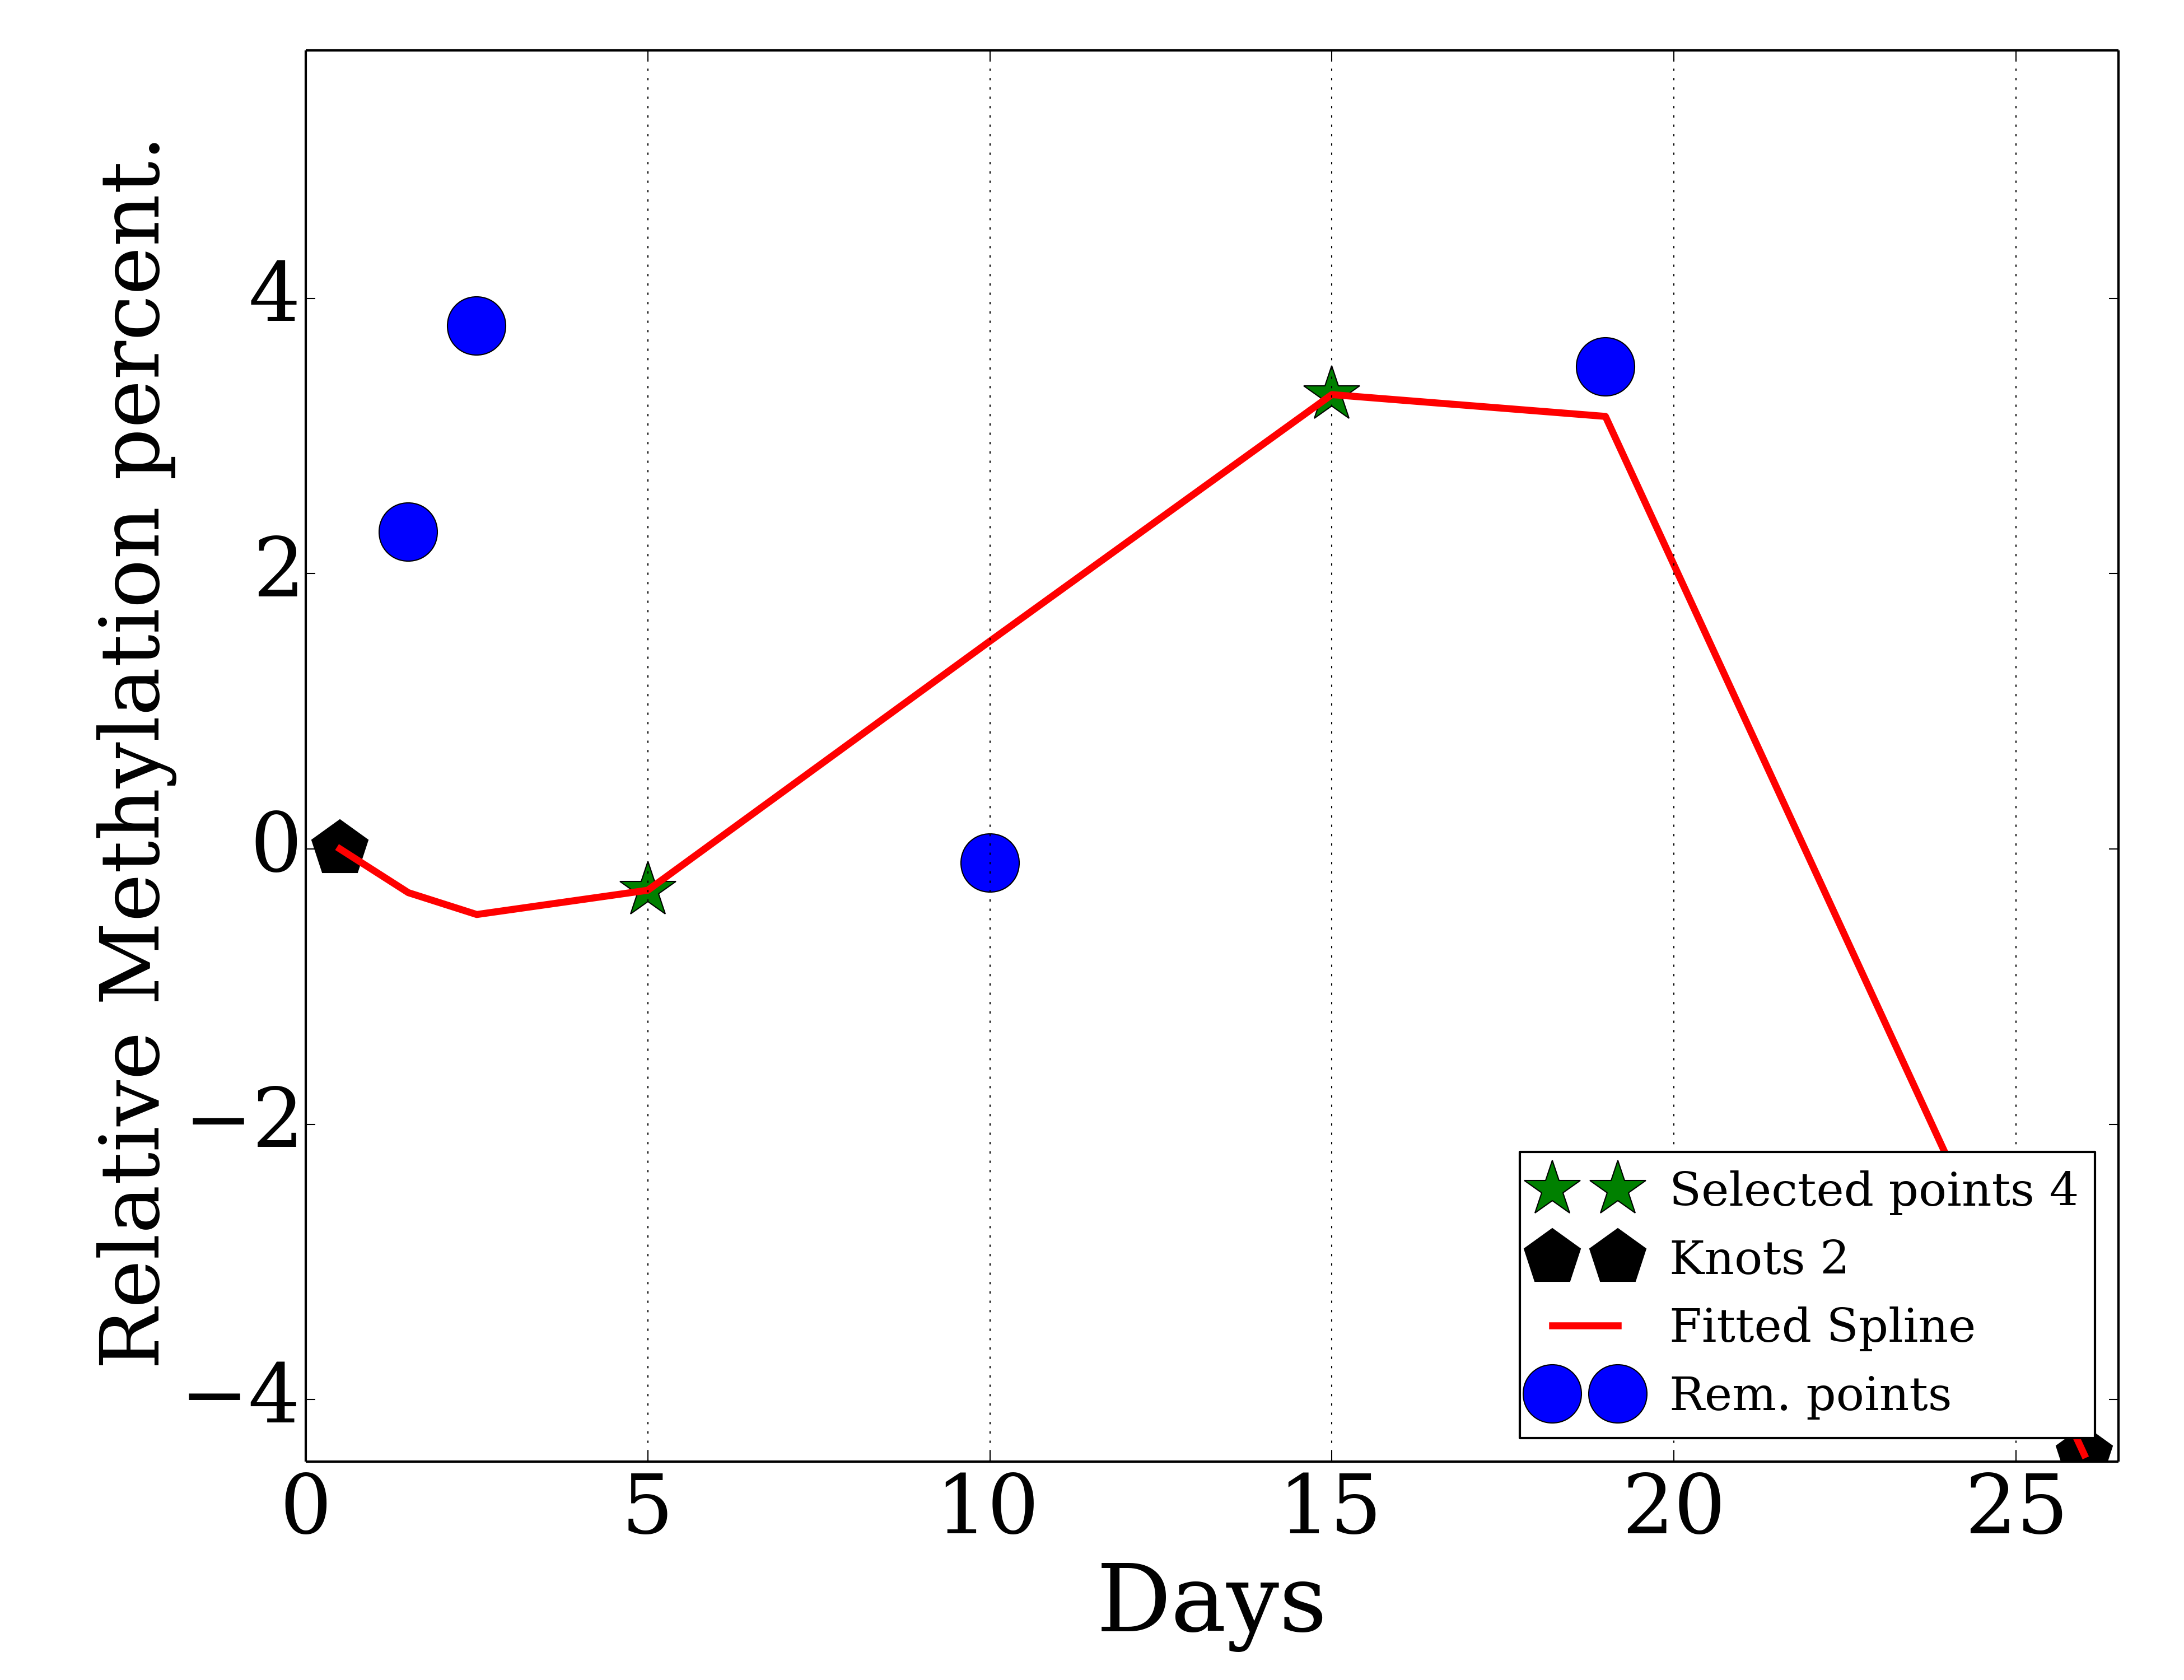 Relative Methylation percent.
4
2
0
−2
−4
0 5 10 15 20 25
Days
Selected points 4
Knots 2
Fitted Spline
Rem. points